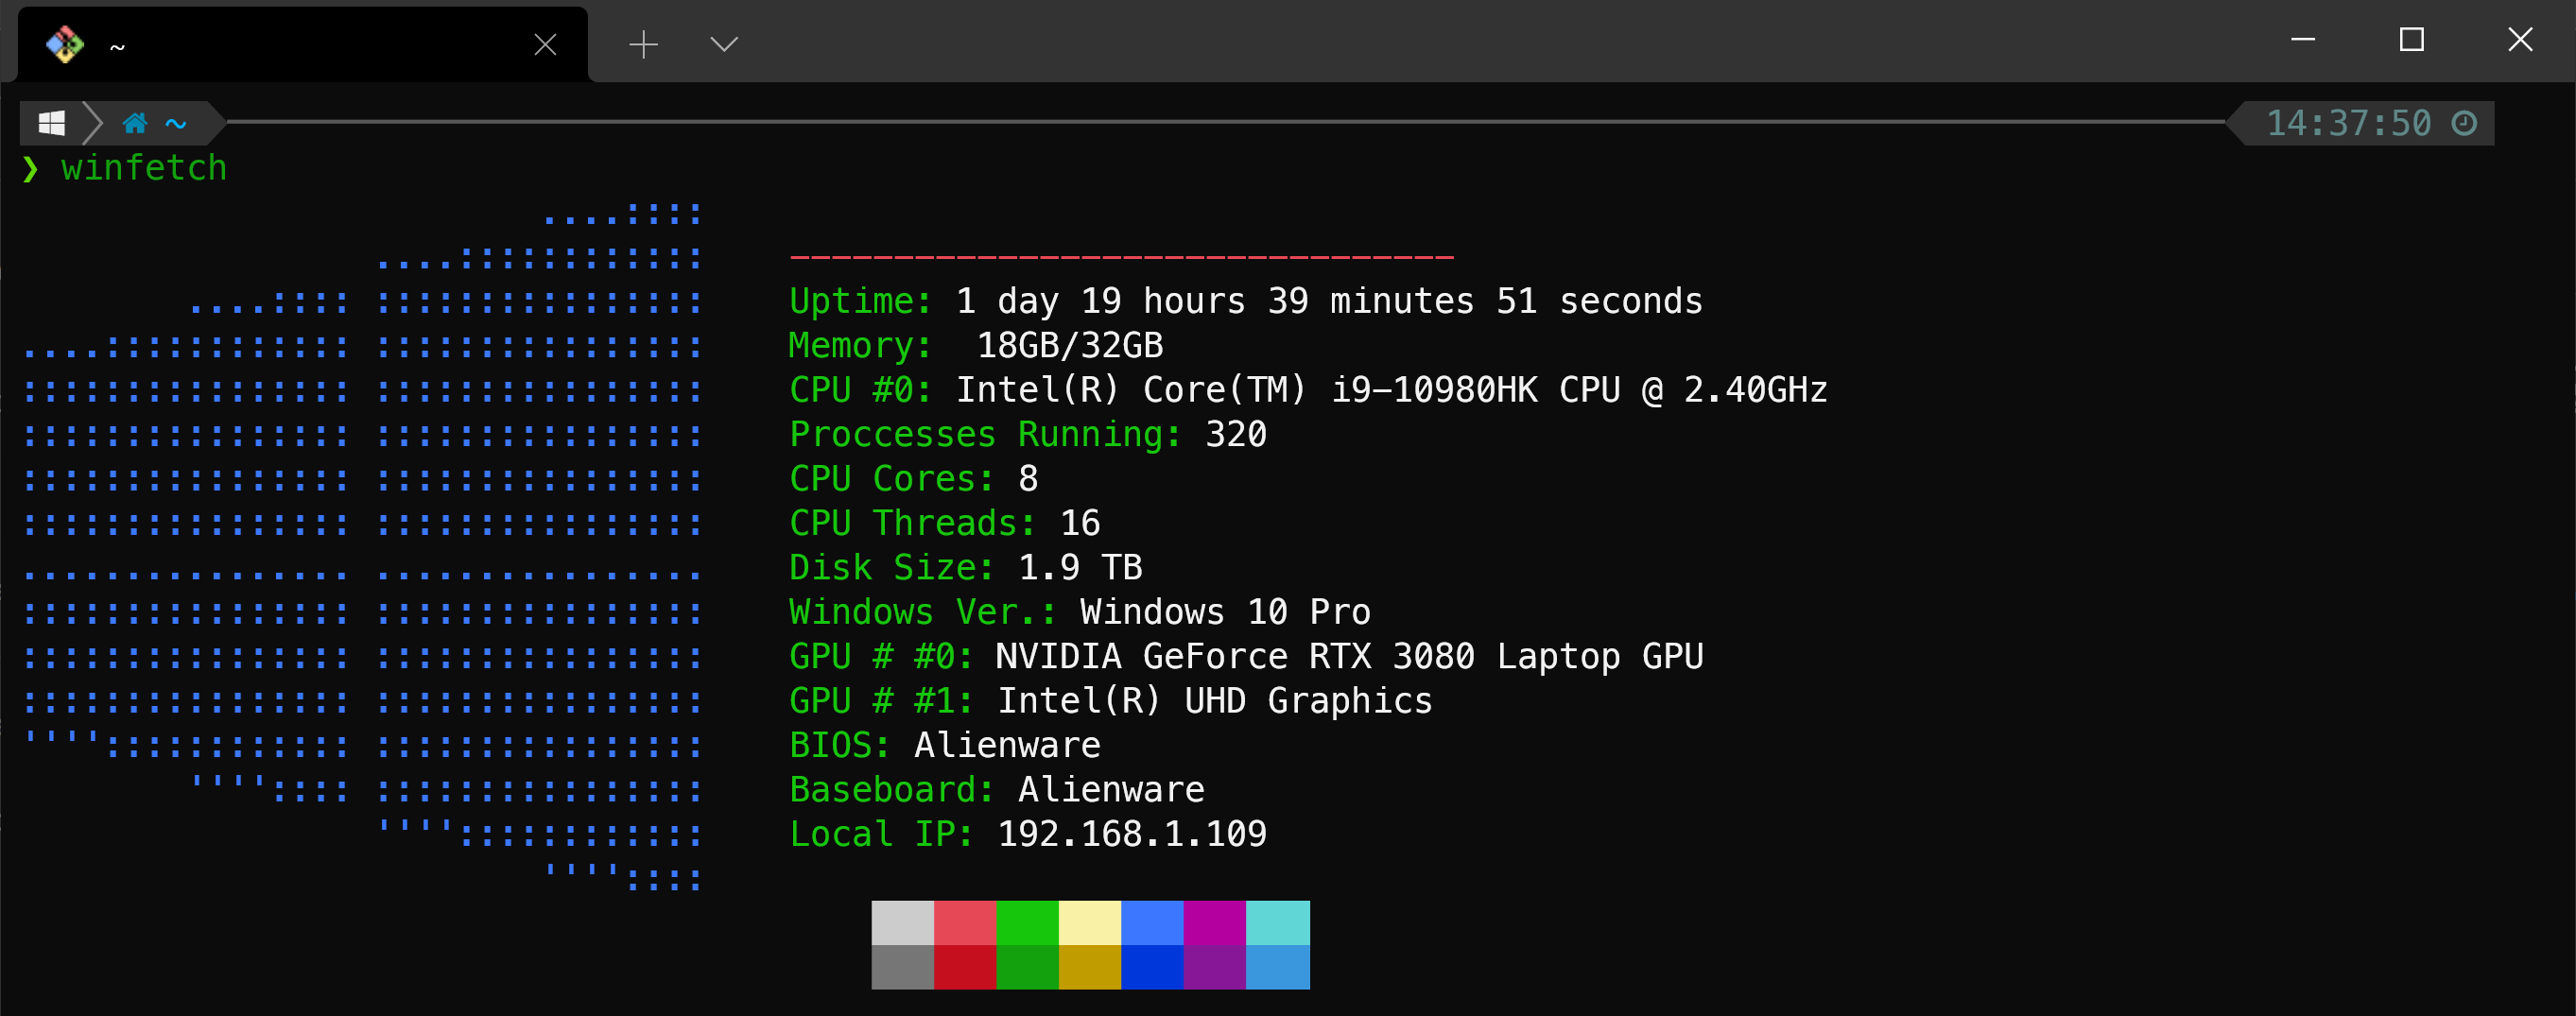 ~
~ 14:37:50
❯ winfetch
--------------------------------
Uptime: 1 day 19 hours 39 minutes 51 seconds
Memory:  18GB/32GB
CPU #0: Intel(R) Core(TM) i9-10980HK CPU @ 2.40GHz
Proccesses Running: 320
CPU Cores: 8
CPU Threads: 16
Disk Size: 1.9 TB
Windows Ver.: Windows 10 Pro
GPU # #0: NVIDIA GeForce RTX 3080 Laptop GPU
GPU # #1: Intel(R) UHD Graphics
BIOS: Alienware
Baseboard: Alienware
Local IP: 192.168.1.109